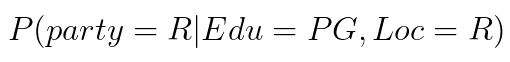 P(party = R|Edu = PG, Loc = R)